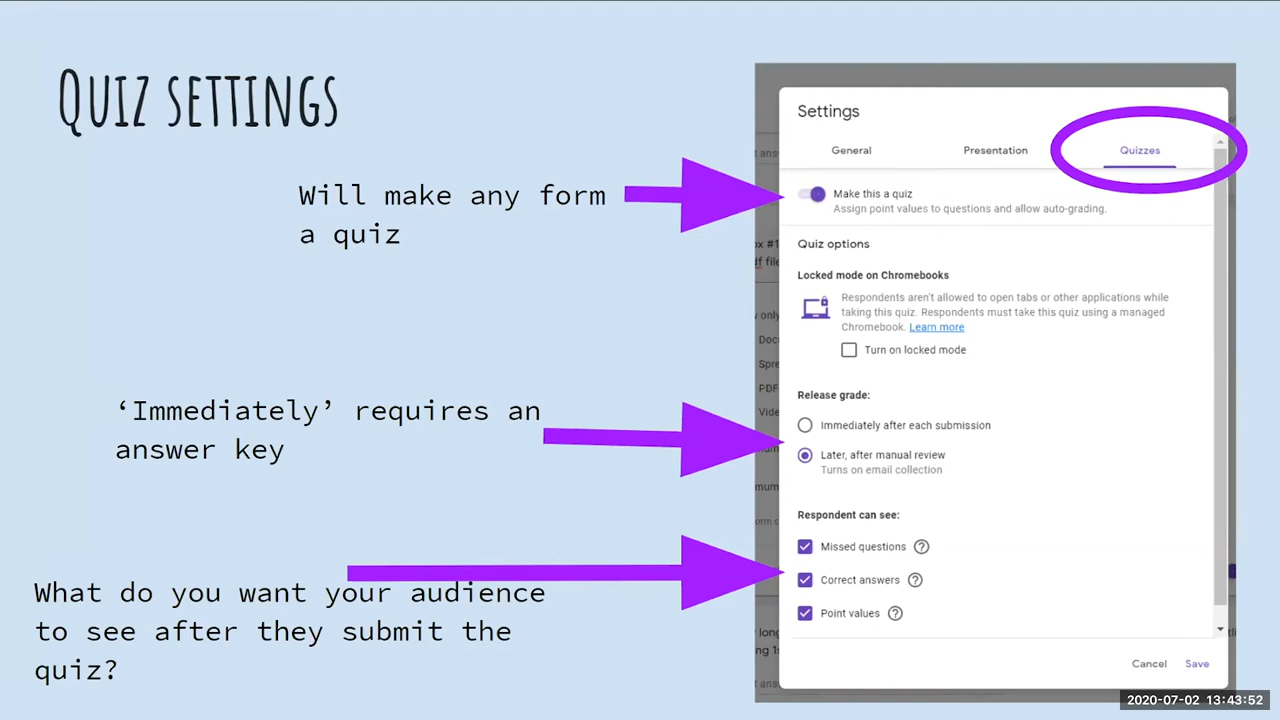 Quiz settings
Will make any form
a quiz
‘Immediately’ requires an
answer key
What do you want your audience
to see after they submit the
quiz?
Settings
General Presentation Quizzes
Make this a quiz
Assign point values to questions and allow auto-grading.
Quiz options
Locked mode on Chromebooks
Respondents aren't allowed to open tabs or other applications while
taking this quiz. Respondents must take this quiz using a managed
Chromebook. Learn more
Turn on locked mode
Release grade:
Immediately after each submission
Later, after manual review
Turns on email collection
Respondent can see:
Missed questions
Correct answers
Point values
Cancel Save
2020-07-02 13:43:52